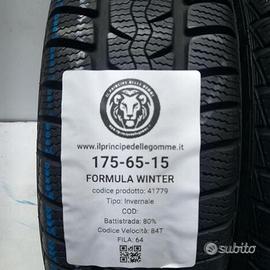 IL PRINCIPE DELLE GOMME
www.ilprincipedellegomme.it
175-65-15
FORMULA WINTER
codice prodotto: 41779
Tipo: Invernale
COD:
Battistrada: 80%
Codice Velocità: 84T
FILA: 64
subito